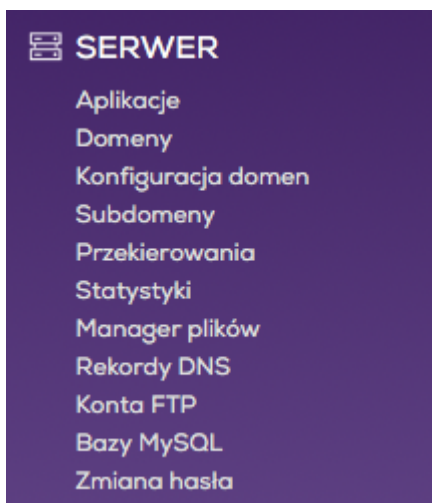 SERWER
Aplikacje
Domeny
Konfiguracja domen
Subdomeny
Przekierowania
Statystyki
Manager plików
Rekordy DNS
Konta FTP
Bazy MySQL
Zmiana hasła